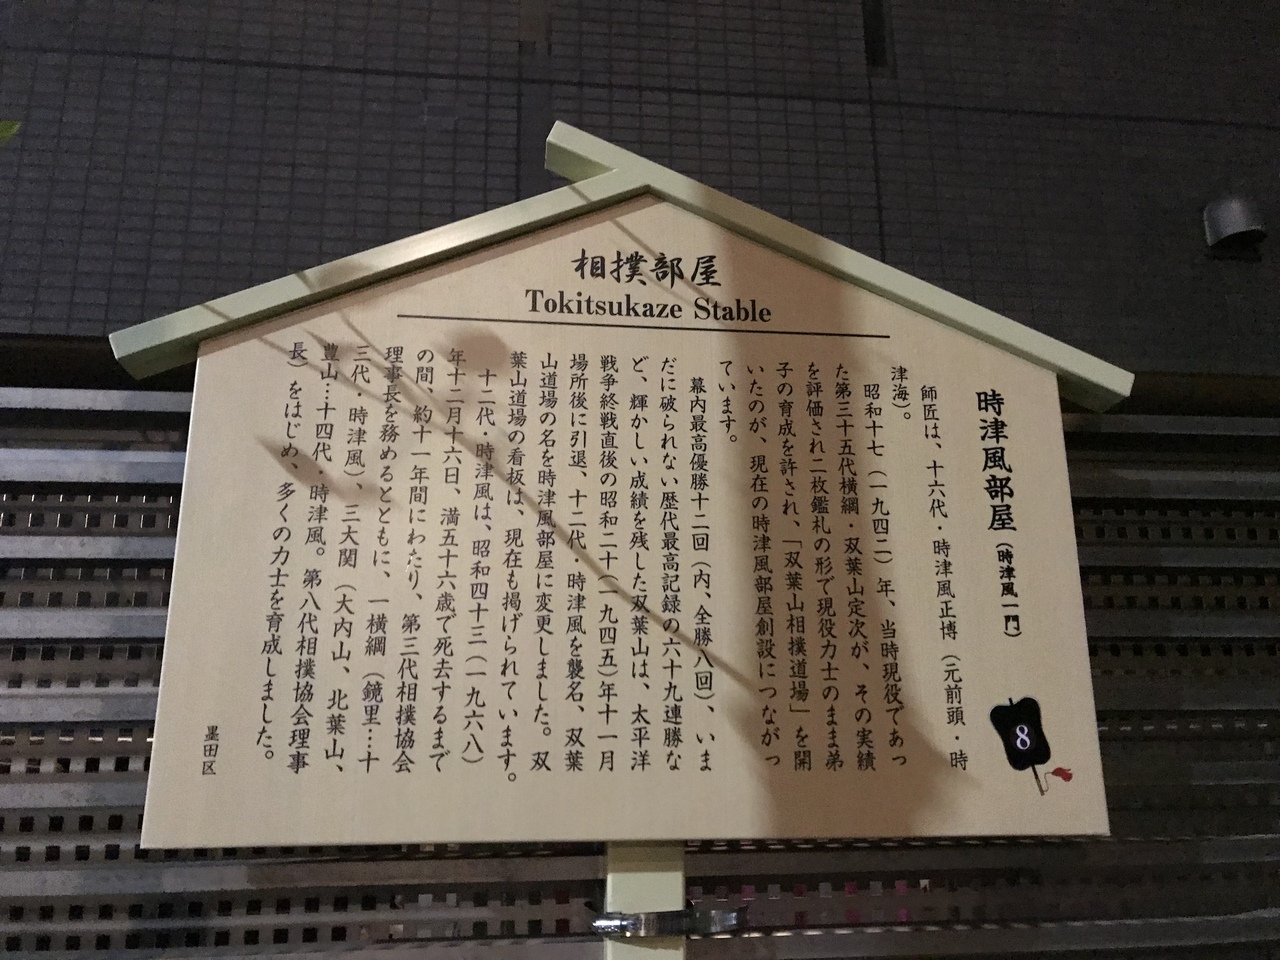 相撲部屋
Tokitsukaze Stable
時津風部屋(時津風一門)
8
師匠は、十六代・時津風正博（元前頭・時
津海）。
昭和十七（一九四二）年、当時現役であっ
た第三十五代横綱・双葉山定次が、その実績
を評価され二枚鑑札の形で現役力士のまま弟
子の育成を許され、「双葉山相撲道場」を開
いたのが、現在の時津風部屋創設につながっ
ています。
幕内最高優勝十二回（内、全勝八回）、いま
だに破られない歴代最高記録の六十九連勝な
ど、輝かしい成績を残した双葉山は、太平洋
戦争終戦直後の昭和二十（一九四五）年十一月
場所後に引退、十二代・時津風を襲名、双葉
山道場の名を時津風部屋に変更しました。双
葉山道場の看板は、現在も掲げられています。
十二代・時津風は、昭和四十三（一九六八）
年十二月十六日、満五十六歳で死去するまで
の間、約十一年間にわたり、第三代相撲協会
理事長を務めるとともに、一横綱（鏡里…十
三代・時津風）、三大関（大内山、北葉山、
豊山…十四代・時津風。第八代相撲協会理事
長）をはじめ、多くの力士を育成しました。
墨田区